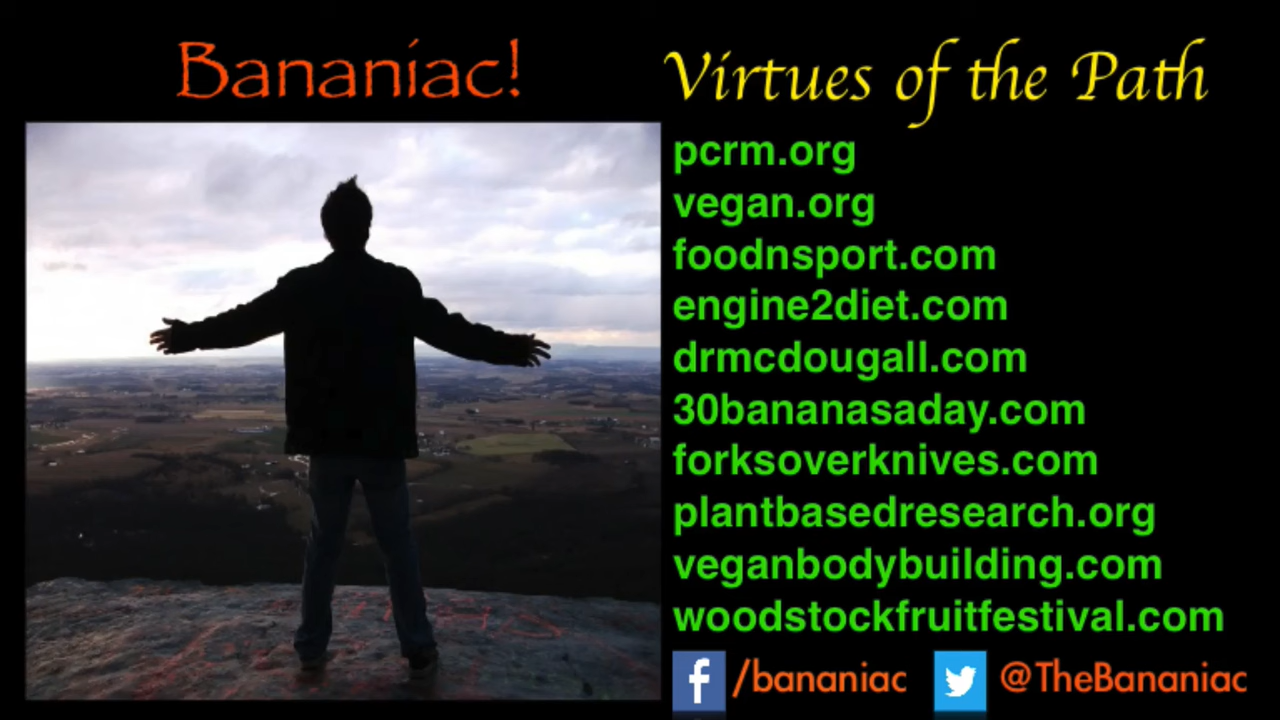 Bananiac!
Virtues of the Path
pcrm.org
vegan.org
foodnsport.com
engine2diet.com
drmcdougall.com
30bananasaday.com
forksoverknives.com
plantbasedresearch.org
veganbodybuilding.com
woodstockfruitfestival.com
f /bananiac @TheBananiac